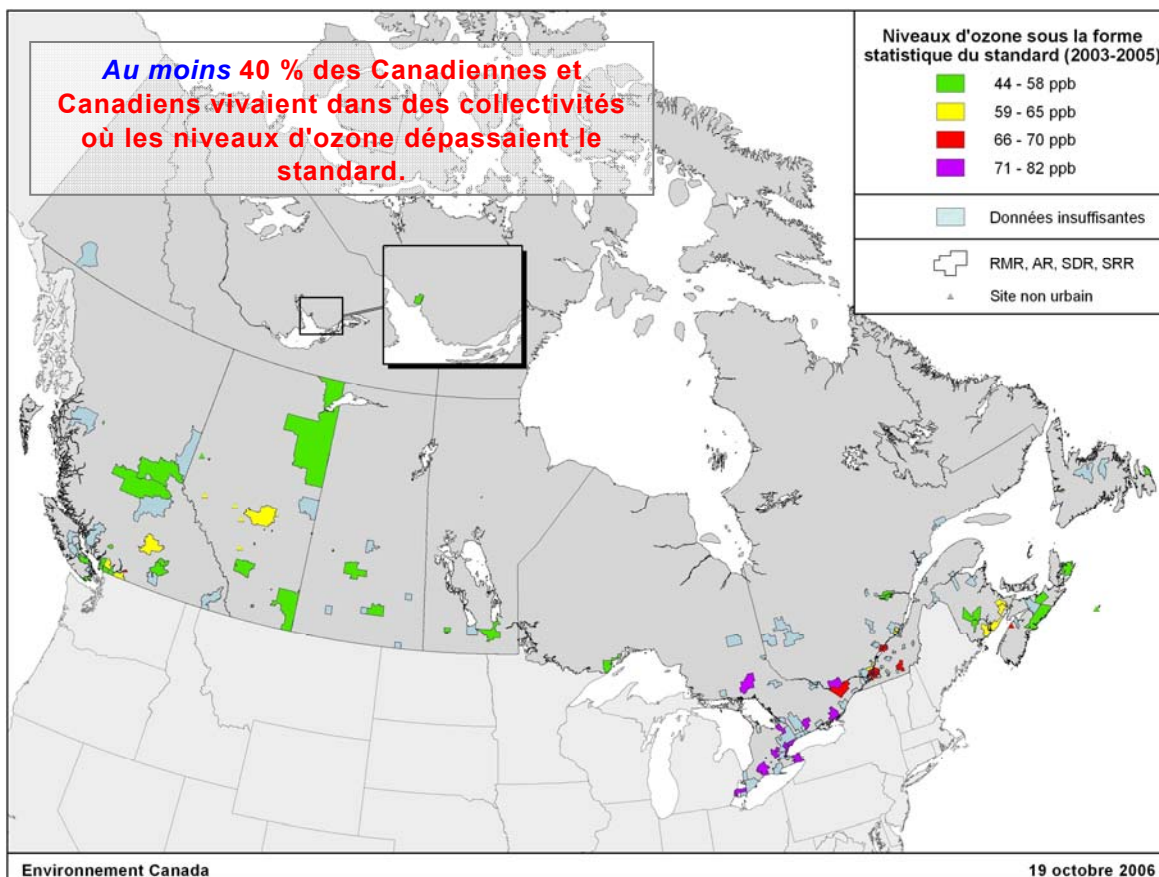 Au moins 40 % des Canadiennes et
Canadiens vivaient dans des collectivités
où les niveaux d'ozone dépassaient le
standard.
Niveaux d'ozone sous la forme
statistique du standard (2003-2005)
44 - 58 ppb
59 - 65 ppb
66 - 70 ppb
71 - 82 ppb
Données insuffisantes
RMR, AR, SDR, SRR
Site non urbain
Environnement Canada
19 octobre 2006